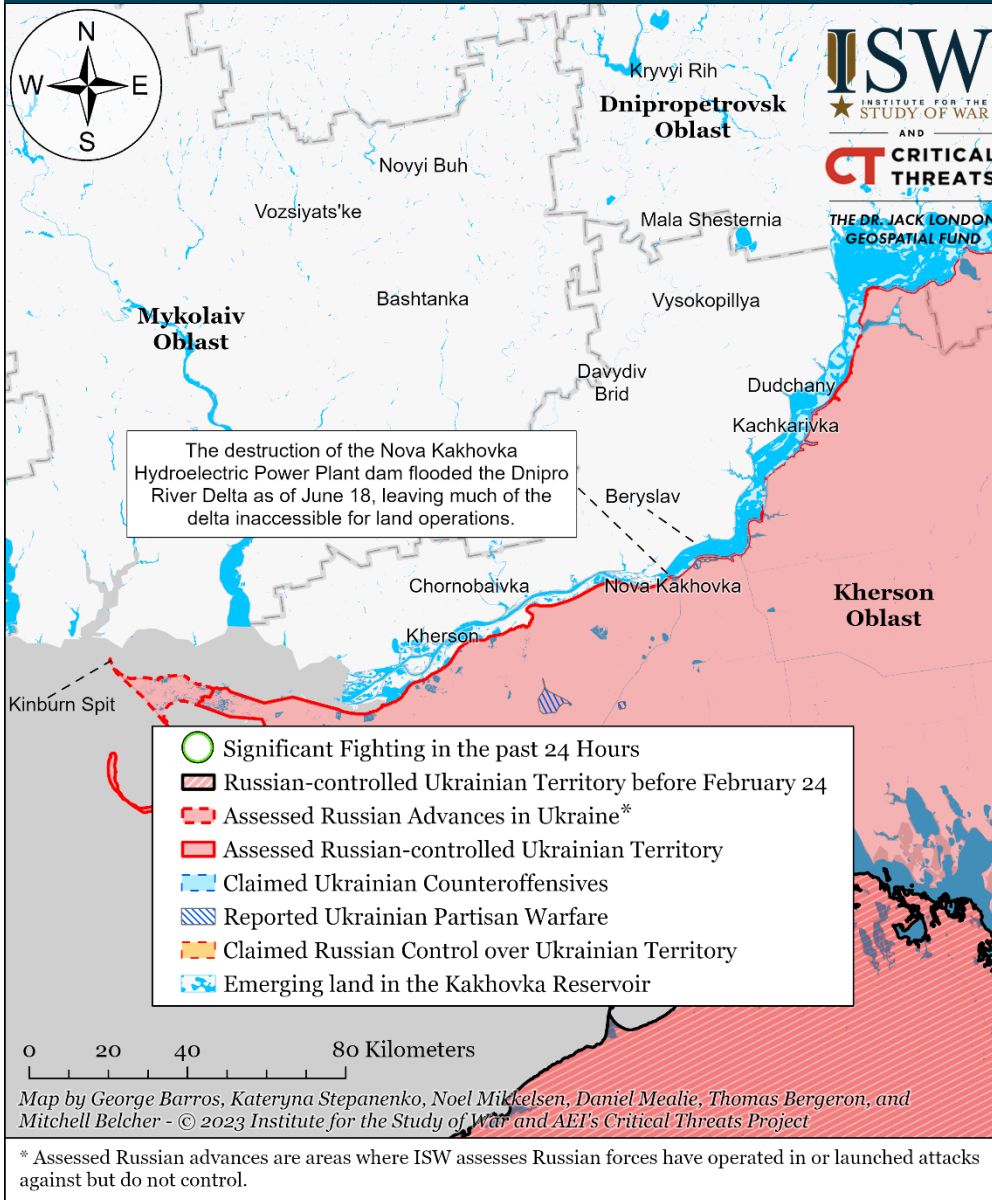 N
W E
S
Kryvyi Rih
Dnipropetrovsk
Oblast
ISW
INSTITUTE FOR THE
STUDY OF WAR
AND
CT CRITICAL
THREATS
THE DR. JACK LONDON
GEOSPATIAL FUND
Novyi Buh
Vozsiyats'ke
Mala Shesternia
Bashtanka
Vysokopillya
Mykolaiv
Oblast
Davydiv
Brid
Dudchany
Kachkarivka
The destruction of the Nova Kakhovka
Hydroelectric Power Plant dam flooded the Dnipro
River Delta as of June 18, leaving much of the
delta inaccessible for land operations.
Beryslav
Chornobaivka
Nova Kakhovka
Kherson
Oblast
Kherson
Kinburn Spit
Significant Fighting in the past 24 Hours
Russian-controlled Ukrainian Territory before February 24
Assessed Russian Advances in Ukraine*
Assessed Russian-controlled Ukrainian Territory
Claimed Ukrainian Counteroffensives
Reported Ukrainian Partisan Warfare
Claimed Russian Control over Ukrainian Territory
Emerging land in the Kakhovka Reservoir
0 20 40 80 Kilometers
Map by George Barros, Kateryna Stepanenko, Noel Mikkelsen, Daniel Mealie, Thomas Bergeron, and
Mitchell Belcher - © 2023 Institute for the Study of War and AEI's Critical Threats Project
* Assessed Russian advances are areas where ISW assesses Russian forces have operated in or launched attacks
against but do not control.